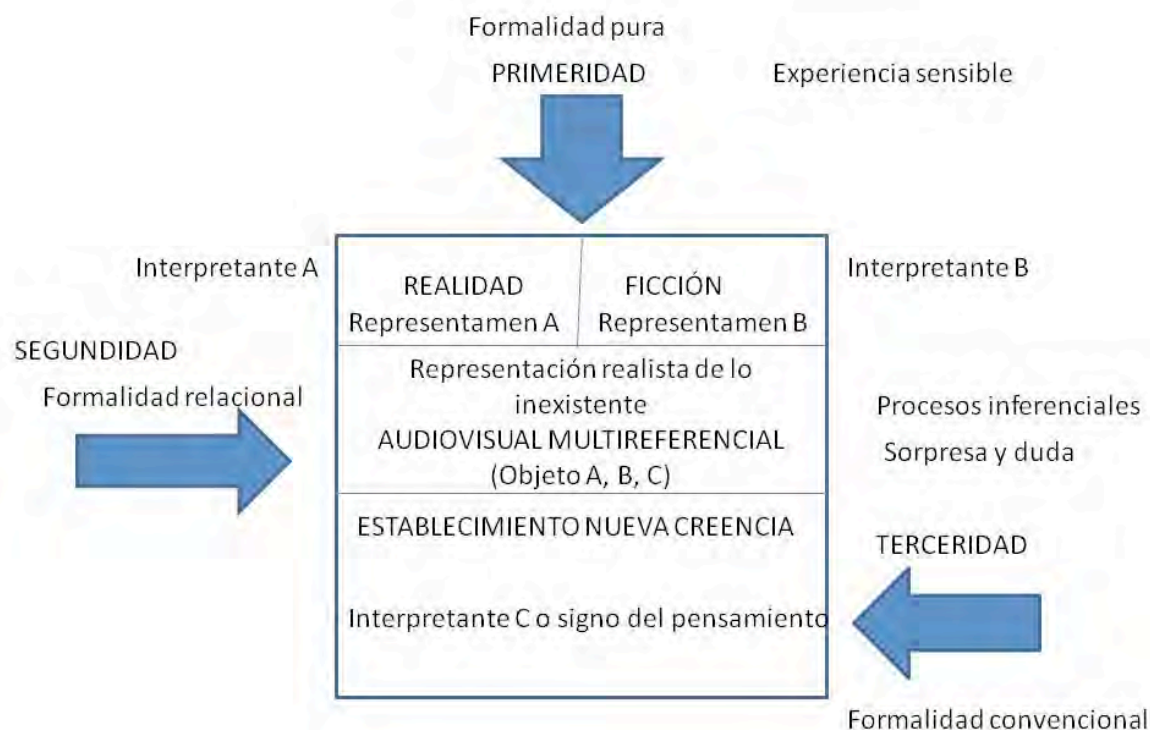 Formalidad pura
PRIMERIDAD
Experiencia sensible
Interpretante A
REALIDAD
Representamen A
FICCIÓN
Representamen B
Interpretante B
SEGUNDIDAD
Formalidad relacional
Representación realista de lo
inexistente
AUDIOVISUAL MULTIREFERENCIAL
(Objeto A, B, C)
Procesos inferenciales
Sorpresa y duda
ESTABLECIMIENTO NUEVA CREENCIA
TERCERIDAD
Interpretante C o signo del pensamiento
Formalidad convencional